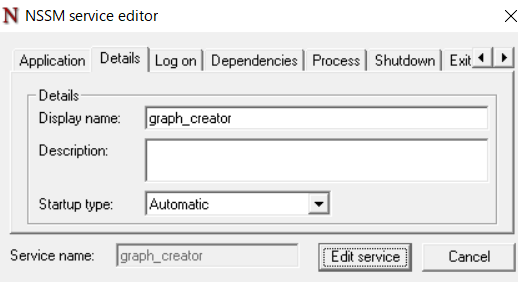 N NSSM service editor
Application Details Log on Dependencies Process Shutdown Exit
Details
Display name: graph_creator
Description:
Startup type: Automatic
Service name: graph_creator Edit service Cancel